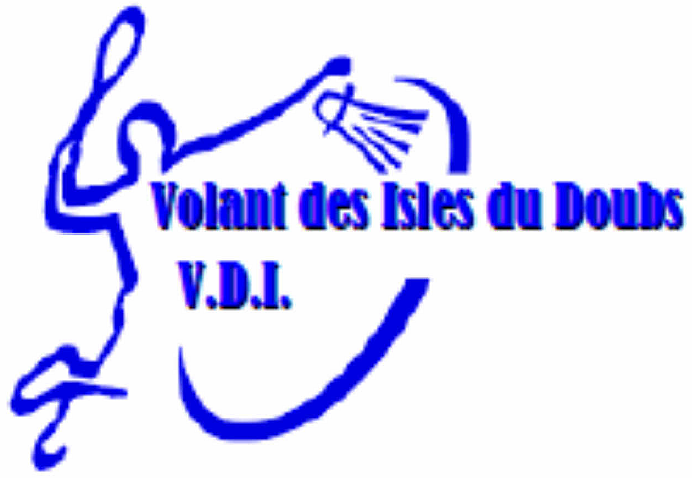 Volant des Isles du Doubs
V.D.I.